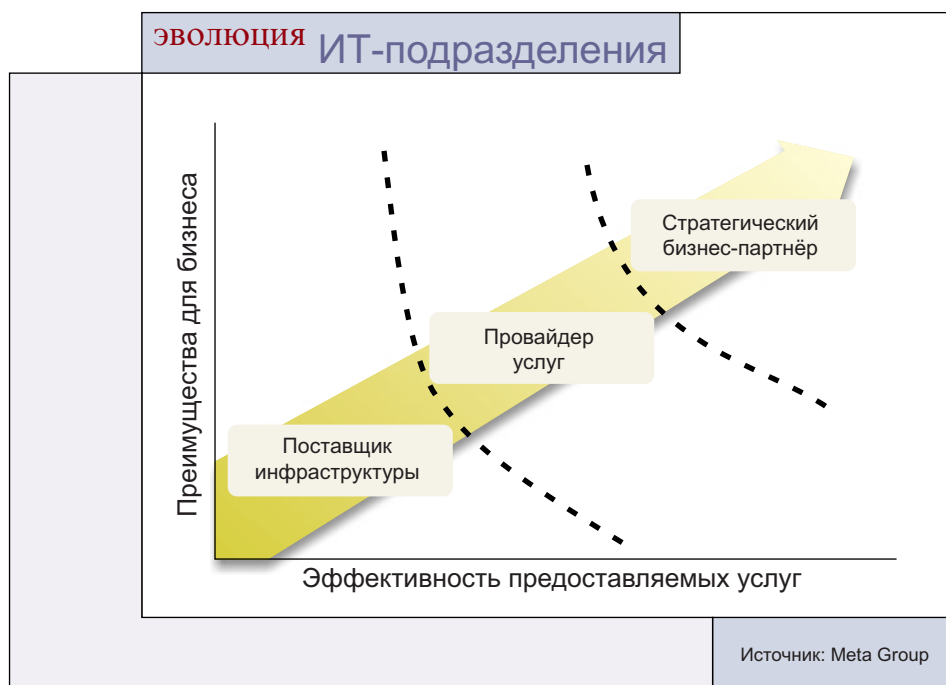 ЭВОЛЮЦИЯ ИТ-подразделения
Преимущества для бизнеса
Стратегический
бизнес-партнёр
Провайдер
услуг
Поставщик
инфраструктуры
Эффективность предоставляемых услуг
Источник: Meta Group